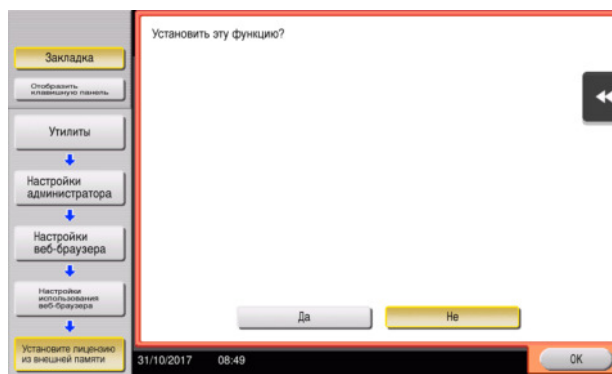 Установить эту функцию?
Закладка
Отобразить
клавишную панель
Утилиты
Настройки
администратора
Настройки
веб-браузера
Настройки
использования
веб-браузера
Установите лицензию
из внешней памяти
Да
Не
31/10/2017 08:49
OK